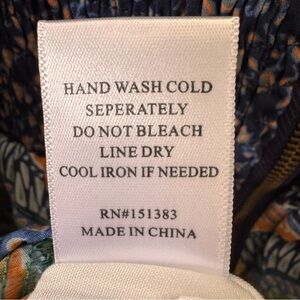 HAND WASH COLD
SEPERATELY
DO NOT BLEACH
LINE DRY
COOL IRON IF NEEDED
RN#151383
MADE IN CHINA